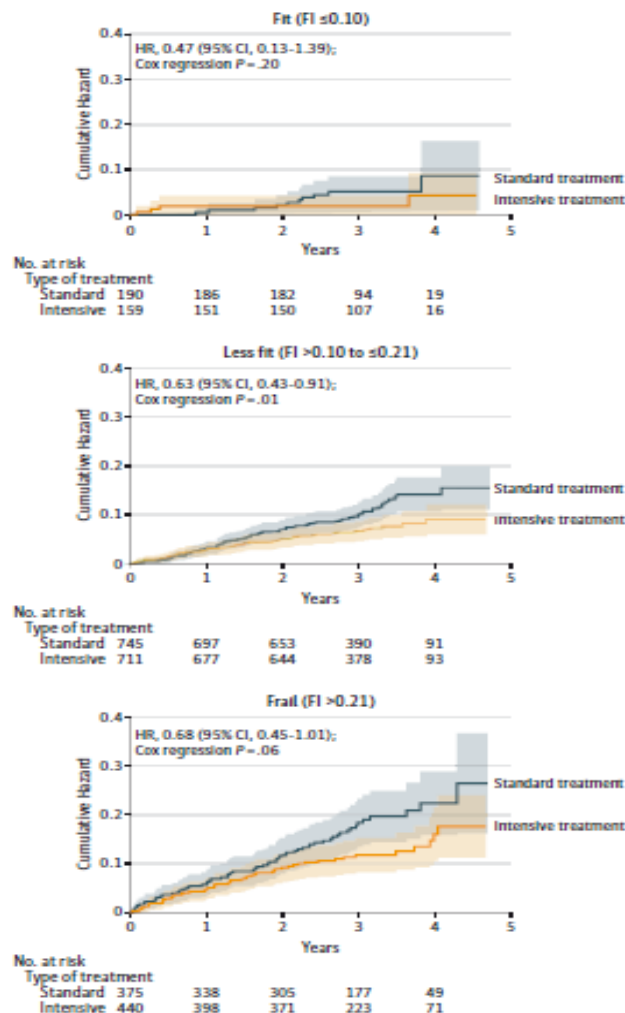 Fit (FI ≤0.10)
HR, 0.47 (95% CI, 0.13-1.39);
Cox regression P=.20
Cumulative Hazard
0.4
0.3
0.2
0.1
0
Standard treatment
Intensive treatment
0 1 2 3 4 5
Years
No. at risk
Type of treatment
Standard 190 186 182 94 19
Intensive 159 151 150 107 16
Less fit (FI >0.10 to ≤0.21)
HR, 0.63 (95% CI, 0.43-0.91);
Cox regression P=.01
Cumulative Hazard
0.4
0.3
0.2
0.1
0
Standard treatment
Intensive treatment
0 1 2 3 4 5
Years
No. at risk
Type of treatment
Standard 745 697 653 390 91
Intensive 711 677 644 378 93
Frail (FI >0.21)
HR, 0.68 (95% CI, 0.45-1.01);
Cox regression P=.06
Cumulative Hazard
0.4
0.3
0.2
0.1
0
Standard treatment
Intensive treatment
0 1 2 3 4 5
Years
No. at risk
Type of treatment
Standard 375 338 305 177 49
Intensive 440 398 371 223 71